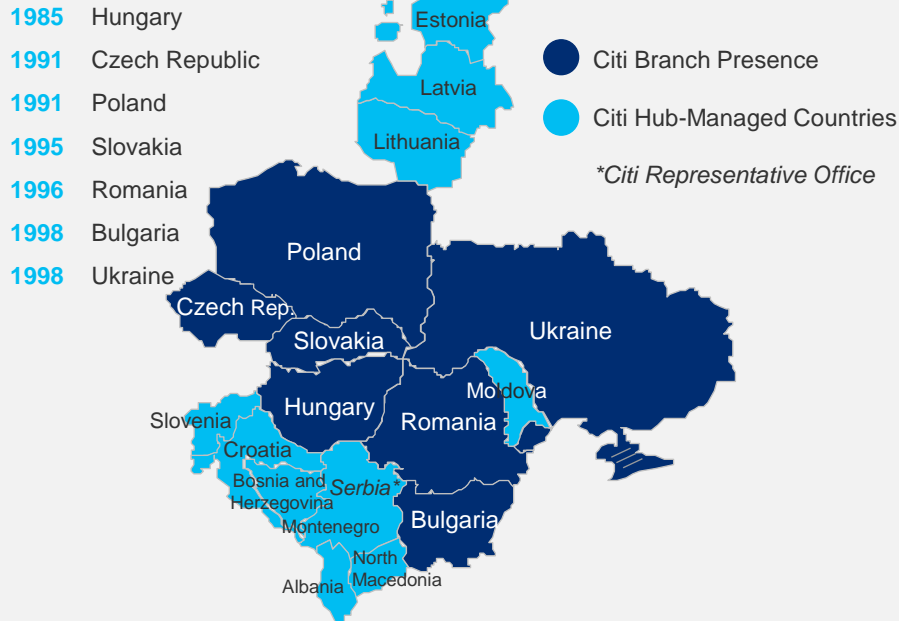 1985 Hungary
1991 Czech Republic
1991 Poland
1995 Slovakia
1996 Romania
1998 Bulgaria
1998 Ukraine
Citi Branch Presence
Citi Hub-Managed Countries
*Citi Representative Office
Estonia
Latvia
Lithuania
Poland
Czech Rep.
Slovakia
Ukraine
Hungary
Moldova
Romania
Slovenia
Croatia
Bosnia and
Herzegovina
Serbia*
Montenegro
Bulgaria
North
Macedonia
Albania